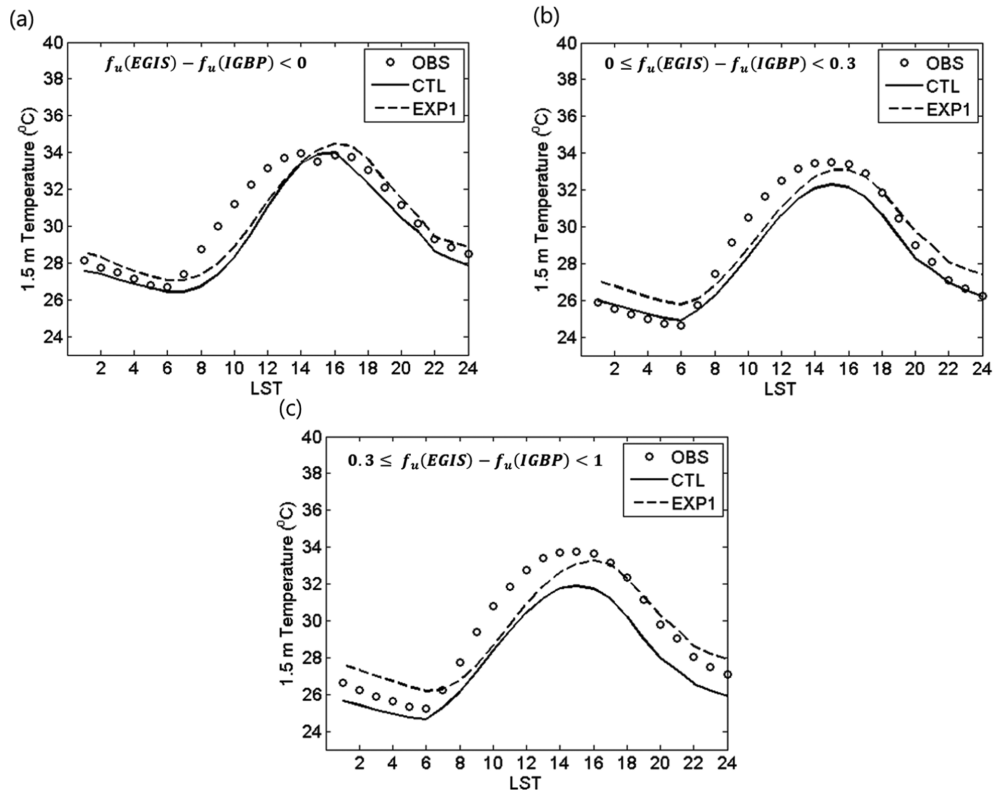 (a)
f_u(EGIS) − f_u(IGBP) < 0
OBS
CTL
EXP1
1.5 m Temperature (⁰C)
40
38
36
34
32
30
28
26
24
2 4 6 8 10 12 14 16 18 20 22 24
LST
(b)
0 ≤ f_u(EGIS) − f_u(IGBP) < 0.3
OBS
CTL
EXP1
1.5 m Temperature (⁰C)
40
38
36
34
32
30
28
26
24
2 4 6 8 10 12 14 16 18 20 22 24
LST
(c)
0.3 ≤ f_u(EGIS) − f_u(IGBP) < 1
OBS
CTL
EXP1
1.5 m Temperature (⁰C)
40
38
36
34
32
30
28
26
24
2 4 6 8 10 12 14 16 18 20 22 24
LST